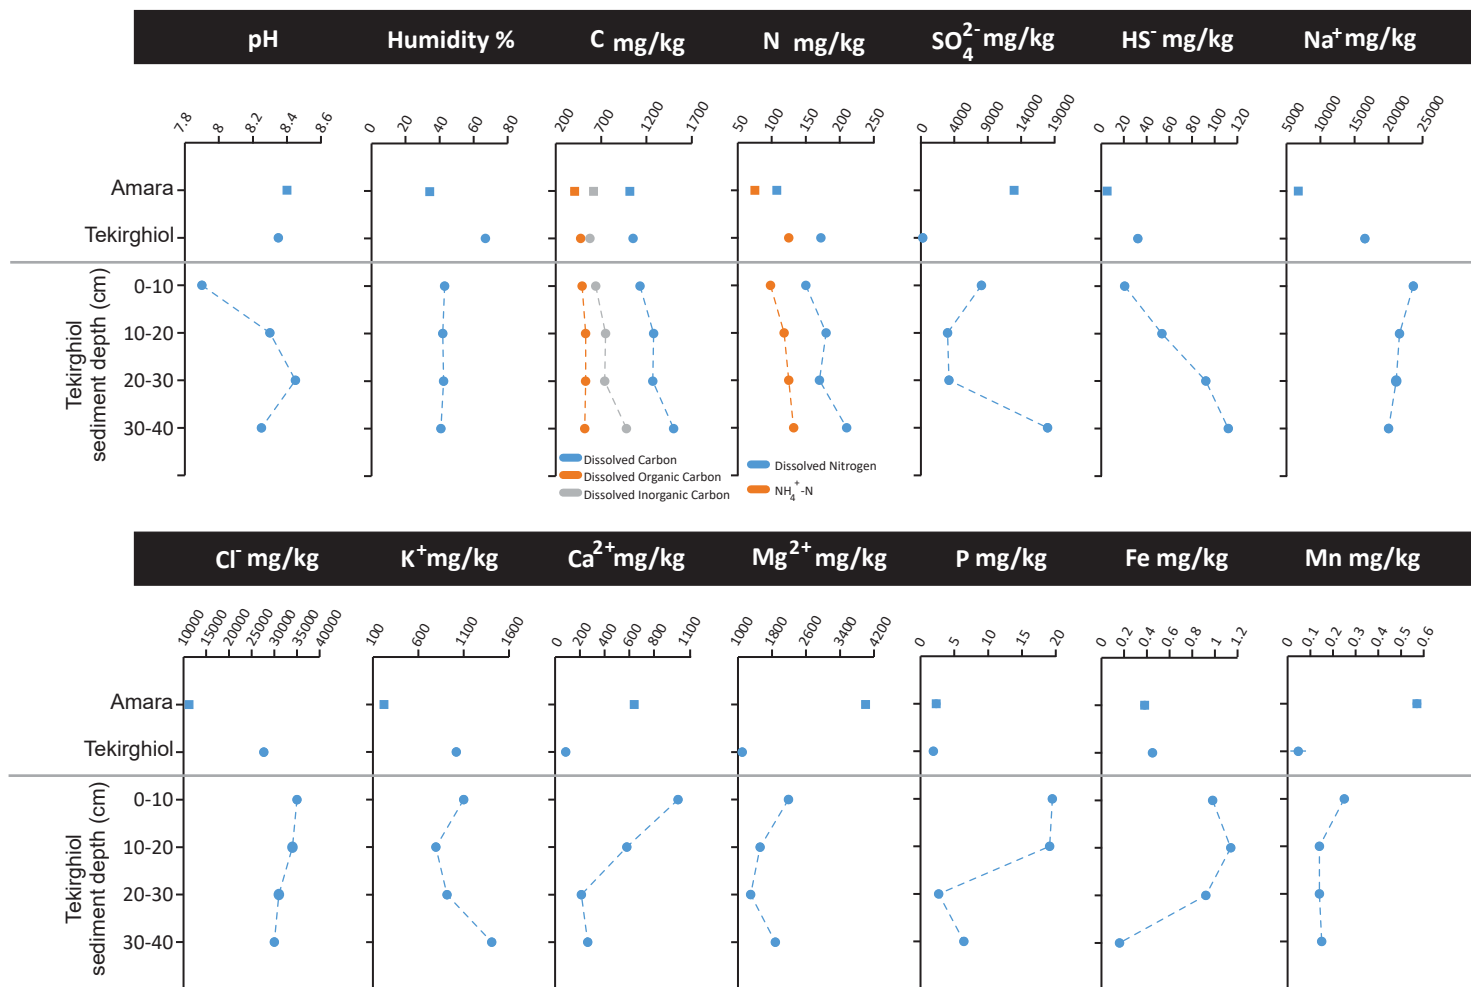 pH Humidity % C mg/kg N mg/kg SO₄²⁻ mg/kg HS⁻ mg/kg Na⁺ mg/kg
7.8 8 8.2 8.4 8.6 0 20 40 60 80 200 700 1200 1700 50 100 150 200 250 0 4000 9000 14000 19000 0 20 40 60 80 100 120 5000 10000 15000 20000 25000
Amara
Tekirghiol
Tekirghiol
sediment depth (cm)
0-10
10-20
20-30
30-40
Dissolved Carbon
Dissolved Organic Carbon
Dissolved Inorganic Carbon
Dissolved Nitrogen
NH₄⁺-N
Cl⁻ mg/kg K⁺ mg/kg Ca²⁺ mg/kg Mg²⁺ mg/kg P mg/kg Fe mg/kg Mn mg/kg
10000 15000 20000 25000 30000 35000 40000 100 600 1100 1600 0 200 400 600 800 1100 1000 1800 2600 3400 4200 0 5 10 15 20 0 0.2 0.4 0.6 0.8 1 1.2 0 0.1 0.2 0.3 0.4 0.5 0.6
Amara
Tekirghiol
Tekirghiol
sediment depth (cm)
0-10
10-20
20-30
30-40